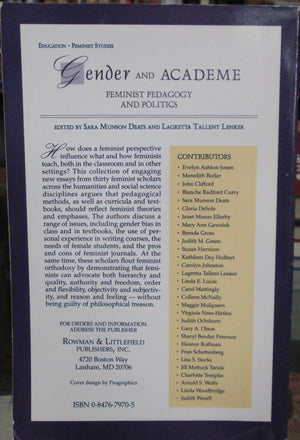 EDUCATION • FEMINIST STUDIES
Gender AND ACADEME
FEMINIST PEDAGOGY
AND POLITICS
EDITED BY SARA MUNSON DEATS AND LAGRETTA TALLENT LENKER
How does a feminist perspective
influence what and how feminists
teach, both in the classroom and in other
settings? This collection of engaging
new essays from thirty feminist scholars
across the humanities and social science
disciplines argues that pedagogical
methods, as well as curricula and text-
books, should reflect feminist theories
and emphases. The authors discuss a
range of issues, including gender bias in
class and in textbooks, the use of per-
sonal experience in writing courses, the
needs of female students, and the pros
and cons of feminist journals. At the
same time, these scholars flout feminist
orthodoxy by demonstrating that femi-
nists can advocate both hierarchy and
equality, authority and freedom, order
and flexibility, objectivity and subjectiv-
ity, and reason and feeling — without
being guilty of philosophical treason.
FOR ORDERS AND INFORMATION
ADDRESS THE PUBLISHER
ROWMAN & LITTLEFIELD
PUBLISHERS, INC.
4720 Boston Way
Lanham, MD 20706
Cover design by Pixgraphics
ISBN 0-8476-7970-5
CONTRIBUTORS
• Evelyn Ashton-Jones
• Meredith Butler
• John Clifford
• Blanche Radford Curry
• Sara Munson Deats
• Gloria DeSole
• Janet Mason Ellerby
• Mary Ann Gawelek
• Brenda Gross
• Judith M. Green
• Susan Harrison
• Kathleen Day Hulbert
• Carolyn Johnston
• Lagretta Tallent Lenker
• Linda E. Lucas
• Carol Mattingly
• Colleen McNally
• Maggie Mulqueen
• Virginia Nees-Hatlen
• Judith Ochshorn
• Gary A. Olson
• Sharyl Bender Peterson
• Eleanor Roffman
• Fran Schattenberg
• Lisa S. Starks
• Jill Mattuck Tarule
• Charlotte Templin
• Arnold S. Wolfe
• Linda Woodbridge
• Judith Worell